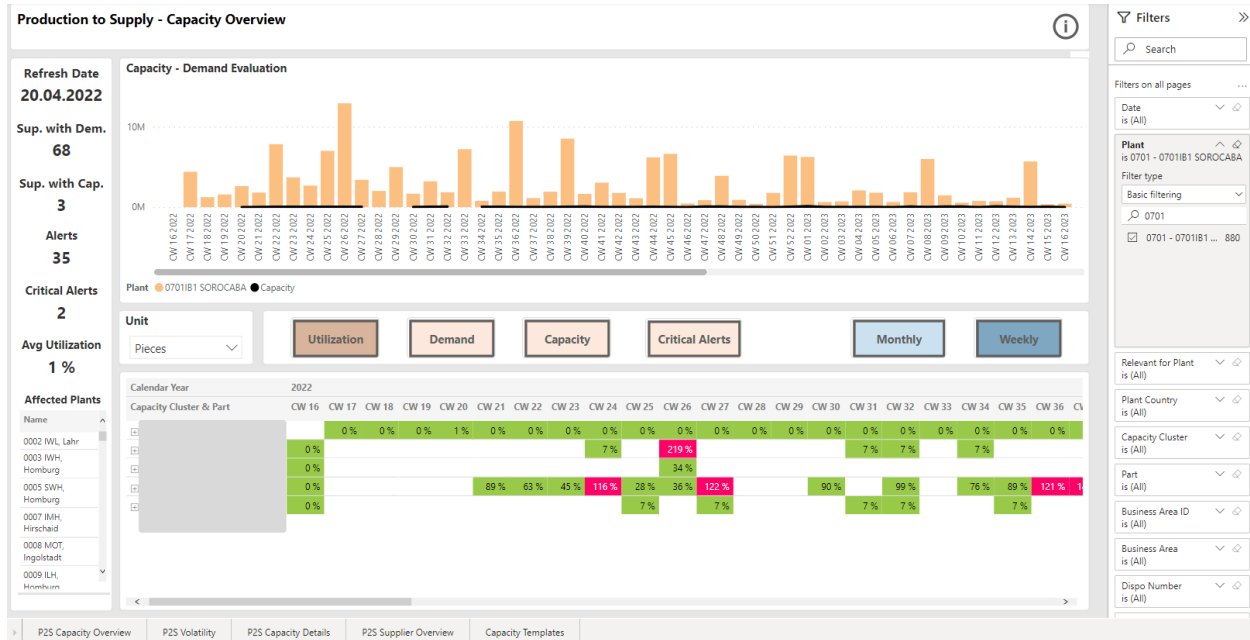 Production to Supply - Capacity Overview
Refresh Date
20.04.2022
Sup. with Dem.
68
Sup. with Cap.
3
Alerts
35
Critical Alerts
2
Avg Utilization
1 %
Affected Plants
Name
0002 IWL, Lahr
0003 IWH,
Homburg
0005 SWH,
Homburg
0007 IMH,
Hirschaid
0008 MOT,
Ingolstadt
0009 ILH,
Homburg
Capacity - Demand Evaluation
10M
0M
CW 16 2022
CW 17 2022
CW 18 2022
CW 19 2022
CW 20 2022
CW 21 2022
CW 22 2022
CW 23 2022
CW 24 2022
CW 25 2022
CW 26 2022
CW 27 2022
CW 28 2022
CW 29 2022
CW 30 2022
CW 31 2022
CW 32 2022
CW 33 2022
CW 34 2022
CW 35 2022
CW 36 2022
CW 37 2022
CW 38 2022
CW 39 2022
CW 40 2022
CW 41 2022
CW 42 2022
CW 43 2022
CW 44 2022
CW 45 2022
CW 46 2022
CW 47 2022
CW 48 2022
CW 49 2022
CW 50 2022
CW 51 2022
CW 52 2022
CW 01 2023
CW 02 2023
CW 03 2023
CW 04 2023
CW 05 2023
CW 06 2023
CW 07 2023
CW 08 2023
CW 09 2023
CW 10 2023
CW 11 2023
CW 12 2023
CW 13 2023
CW 14 2023
CW 15 2023
CW 16 2023
Plant 0701IB1 SOROCABA Capacity
Unit
Pieces
Utilization
Demand
Capacity
Critical Alerts
Monthly
Weekly
Calendar Year 2022
Capacity Cluster & Part CW 16 CW 17 CW 18 CW 19 CW 20 CW 21 CW 22 CW 23 CW 24 CW 25 CW 26 CW 27 CW 28 CW 29 CW 30 CW 31 CW 32 CW 33 CW 34 CW 35 CW 36
0 % 0 % 0 % 1 % 0 % 0 % 0 % 0 % 0 % 0 % 0 % 0 % 0 % 0 % 0 % 0 % 0 % 0 % 0 % 0 %
0 % 7 % 219 % 7 % 7 % 7 %
0 % 34 %
0 % 89 % 63 % 45 % 116 % 28 % 36 % 122 % 90 % 99 % 76 % 89 % 121 %
0 % 7 % 7 % 7 % 7 % 7 %
Filters
Search
Filters on all pages
Date
is (All)
Plant
is 0701 - 0701IB1 SOROCABA
Filter type
Basic filtering
0701
0701 - 0701IB1 ... 880
Relevant for Plant
is (All)
Plant Country
is (All)
Capacity Cluster
is (All)
Part
is (All)
Business Area ID
is (All)
Business Area
is (All)
Dispo Number
is (All)
P2S Capacity Overview
P2S Volatility
P2S Capacity Details
P2S Supplier Overview
Capacity Templates